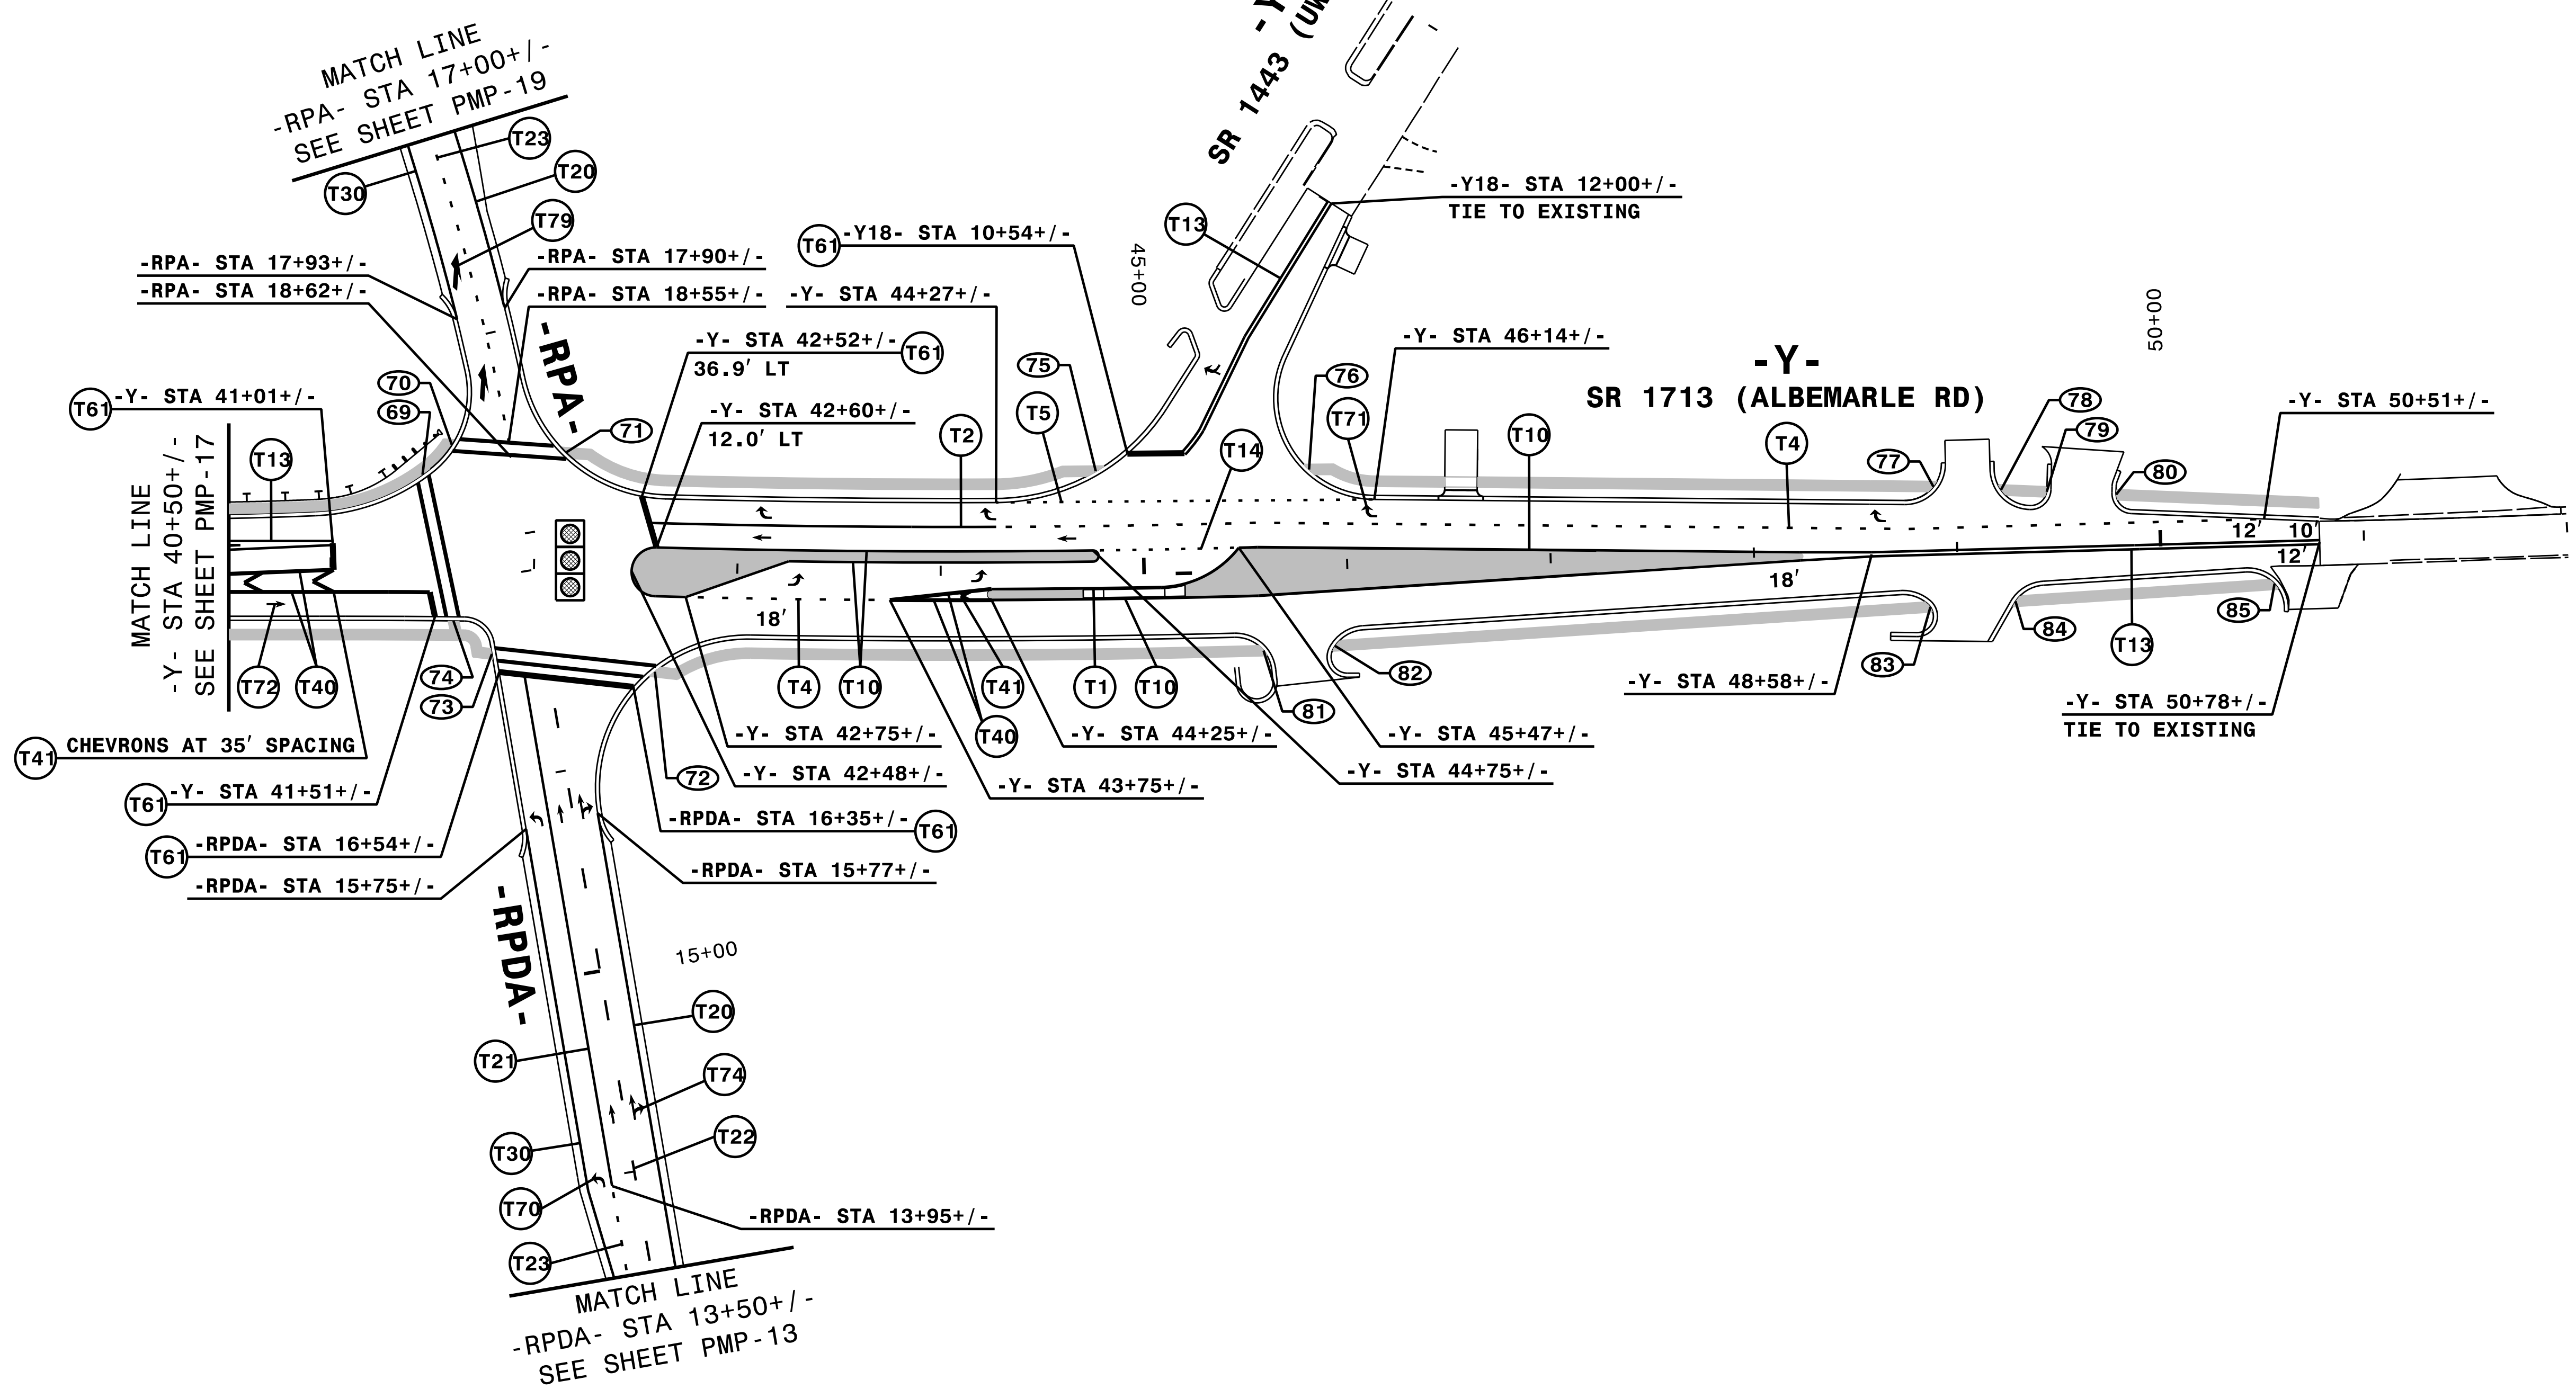 MATCH LINE
-RPA- STA 17+00+/-
SEE SHEET PMP-19
T23
T20
T30
T79
-RPA- STA 17+93+/-
-RPA- STA 18+62+/-
-RPA- STA 17+90+/-
-RPA- STA 18+55+/-
-RPA-
-Y
SR 1443 (UW
-Y18- STA 12+00+/-
TIE TO EXISTING
T13
T61 -Y18- STA 10+54+/-
45+00
-Y- STA 44+27+/-
-Y- STA 42+52+/- T61
36.9' LT
-Y- STA 42+60+/-
12.0' LT
75
T5
T2
76
T71
T14
-Y- STA 46+14+/-
T10
50+00
-Y-
SR 1713 (ALBEMARLE RD)
T4
77
78
79
80
-Y- STA 50+51+/-
12' 10'
12'
T61 -Y- STA 41+01+/-
70
69
71
T13
MATCH LINE
-Y- STA 40+50+/-
SEE SHEET PMP-17
T72
T40
74
73
18'
18'
T4
T10
T41
T1
T10
T40
81
82
83
84
85
T13
-Y- STA 48+58+/-
-Y- STA 50+78+/-
TIE TO EXISTING
-Y- STA 42+75+/-
-Y- STA 44+25+/-
-Y- STA 45+47+/-
T41 CHEVRONS AT 35' SPACING
72
-Y- STA 42+48+/-
-Y- STA 43+75+/-
-Y- STA 44+75+/-
T61 -Y- STA 41+51+/-
-RPDA- STA 16+35+/- T61
T61 -RPDA- STA 16+54+/-
-RPDA- STA 15+77+/-
-RPDA- STA 15+75+/-
-RPDA-
15+00
T20
T21
T74
T22
T30
T70
-RPDA- STA 13+95+/-
T23
MATCH LINE
-RPDA- STA 13+50+/-
SEE SHEET PMP-13